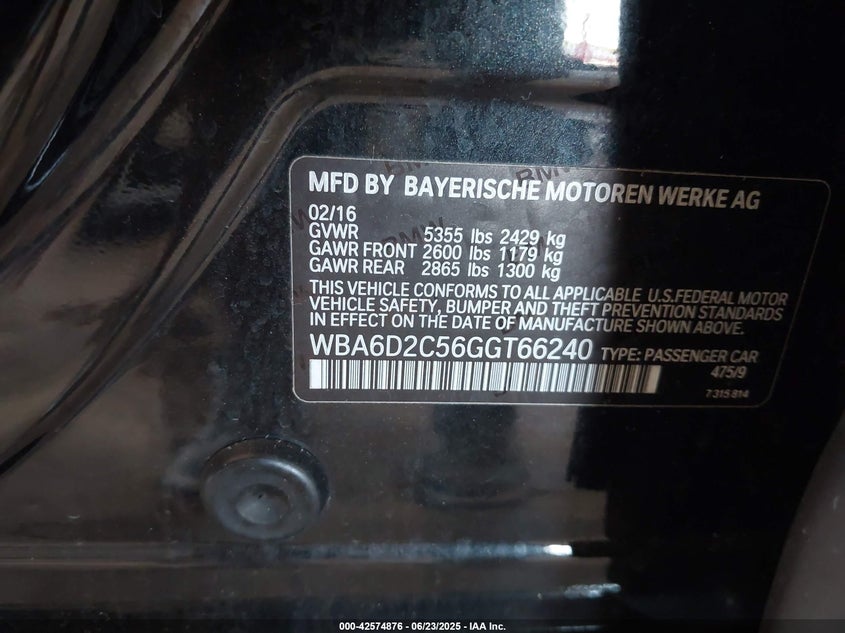 MFD BY BAYERISCHE MOTOREN WERKE AG
02/16
GVWR 5355 lbs 2429 kg
GAWR FRONT 2600 lbs 1179 kg
GAWR REAR 2865 lbs 1300 kg
THIS VEHICLE CONFORMS TO ALL APPLICABLE U.S.FEDERAL MOTOR
VEHICLE SAFETY, BUMPER AND THEFT PREVENTION STANDARDS
IN EFFECT ON THE DATE OF MANUFACTURE SHOWN ABOVE.
WBA6D2C56GGT66240 TYPE: PASSENGER CAR
475/9
7 315 814
000-42574876 | 06/23/2025 - IAA Inc.